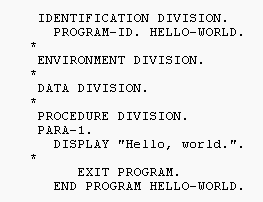 IDENTIFICATION DIVISION.
PROGRAM-ID. HELLO-WORLD.
*
ENVIRONMENT DIVISION.
*
DATA DIVISION.
*
PROCEDURE DIVISION.
PARA-1.
DISPLAY "Hello, world.".
*
EXIT PROGRAM.
END PROGRAM HELLO-WORLD.